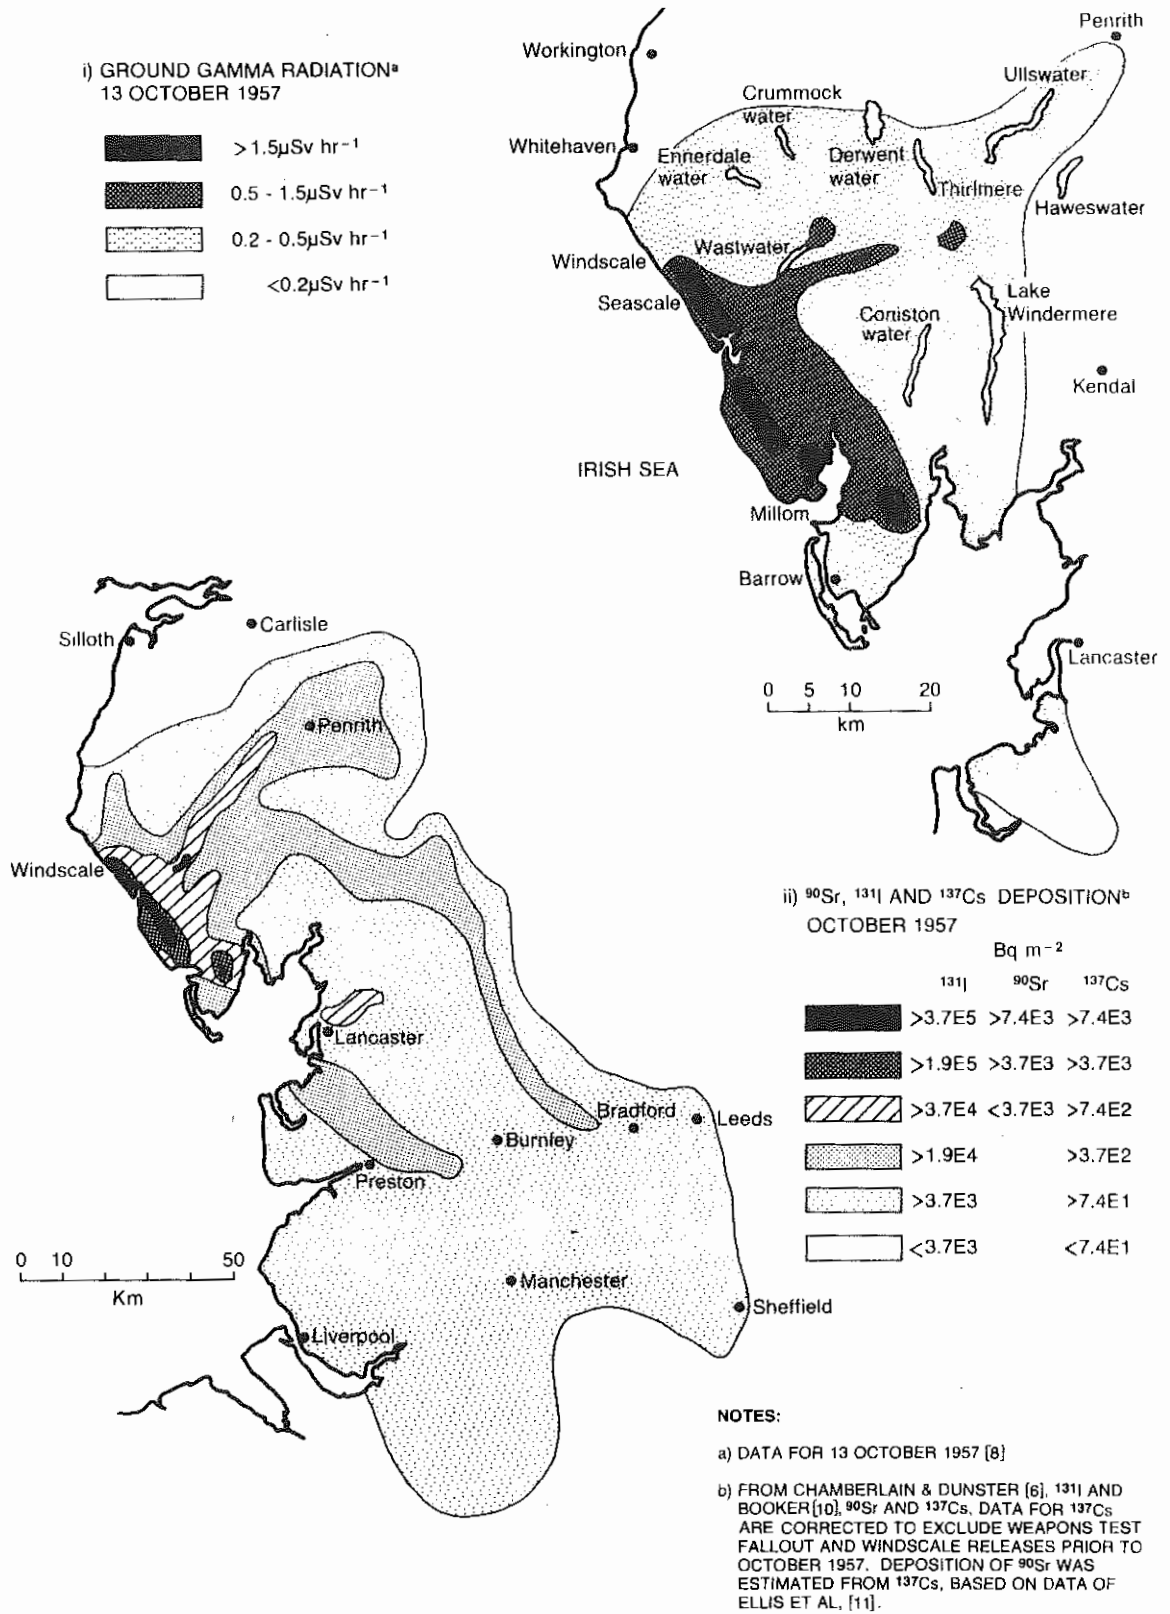 i) GROUND GAMMA RADIATIONᵃ
13 OCTOBER 1957
>1.5µSv hr⁻¹
0.5 - 1.5µSv hr⁻¹
0.2 - 0.5µSv hr⁻¹
<0.2µSv hr⁻¹
Penrith
Workington
Ullswater
Crummock
water
Whitehaven
Ennerdale
water
Derwent
water
Thirlmere
Haweswater
Wastwater
Windscale
Seascale
Lake
Windermere
Coniston
water
Kendal
IRISH SEA
Millom
Barrow
Lancaster
0 5 10 20
km
Silloth
Carlisle
Penrith
Windscale
Lancaster
Bradford
Leeds
Burnley
Preston
0 10 50
Km
Manchester
Sheffield
Liverpool
ii) ⁹⁰Sr, ¹³¹I AND ¹³⁷Cs DEPOSITIONᵇ
OCTOBER 1957
Bq m⁻²
¹³¹I ⁹⁰Sr ¹³⁷Cs
>3.7E5 >7.4E3 >7.4E3
>1.9E5 >3.7E3 >3.7E3
>3.7E4 <3.7E3 >7.4E2
>1.9E4 >3.7E2
>3.7E3 >7.4E1
<3.7E3 <7.4E1
NOTES:
a) DATA FOR 13 OCTOBER 1957 [8]
b) FROM CHAMBERLAIN & DUNSTER [6], ¹³¹I AND
BOOKER[10], ⁹⁰Sr AND ¹³⁷Cs, DATA FOR ¹³⁷Cs
ARE CORRECTED TO EXCLUDE WEAPONS TEST
FALLOUT AND WINDSCALE RELEASES PRIOR TO
OCTOBER 1957. DEPOSITION OF ⁹⁰Sr WAS
ESTIMATED FROM ¹³⁷Cs, BASED ON DATA OF
ELLIS ET AL, [11].